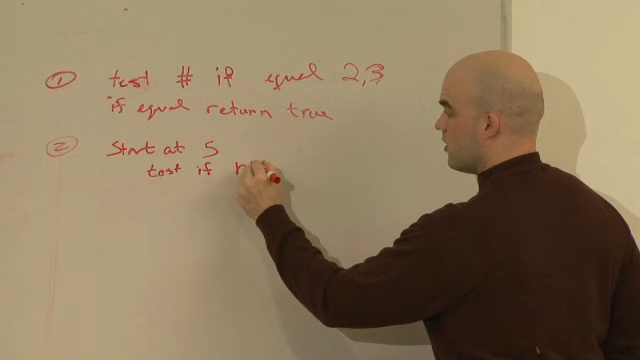 ① test # if equal 2,3
if equal return true
② Start at 5
test if